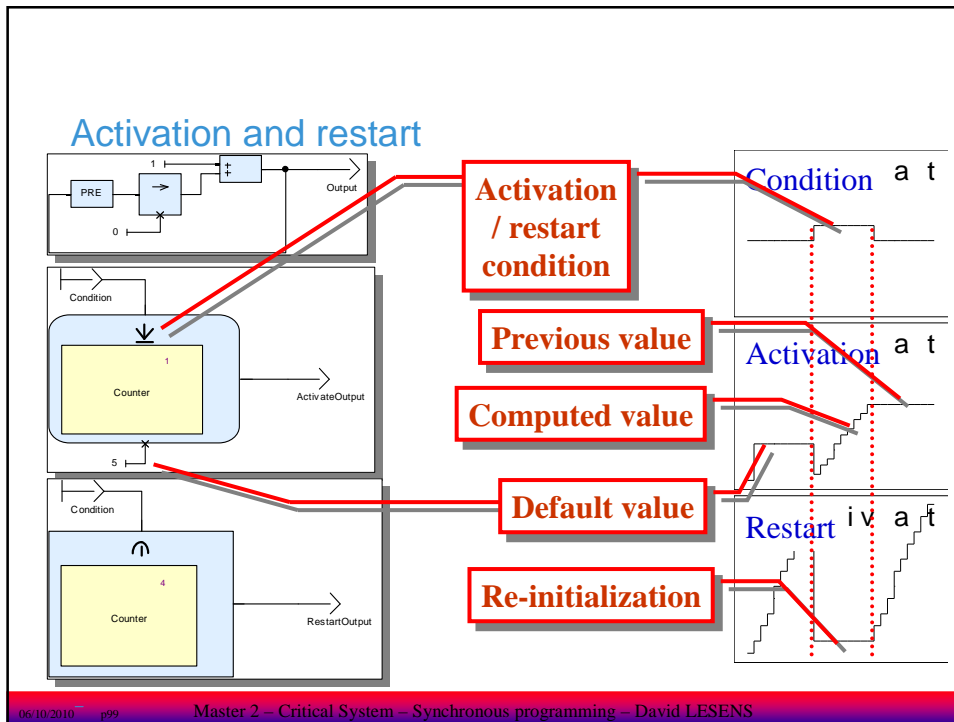 Activation and restart
1
PRE
0
Output
Condition
1
Counter
ActivateOutput
5
Condition
4
Counter
RestartOutput
Activation
/ restart
condition
Previous value
Computed value
Default value
Re-initialization
Condition a t
Activation a t
Restart i v a t
06/10/2010 p99 Master 2 – Critical System – Synchronous programming – David LESENS